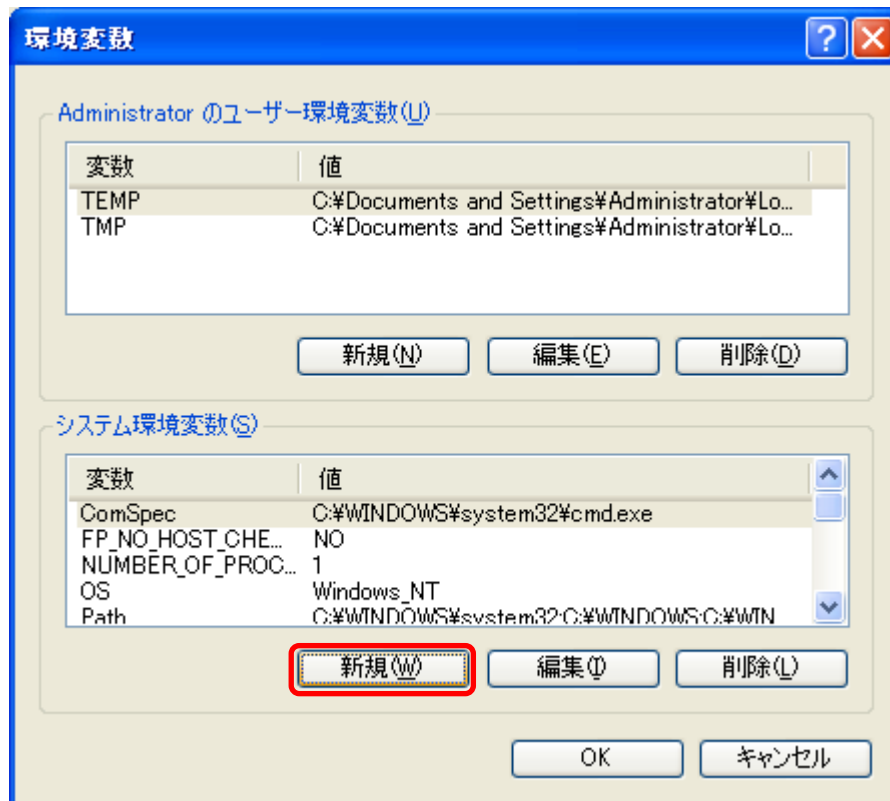 環境変数
Administrator のユーザー環境変数(U)
変数 値
TEMP C:¥Documents and Settings¥Administrator¥Lo...
TMP C:¥Documents and Settings¥Administrator¥Lo...
新規(N) 編集(E) 削除(D)
システム環境変数(S)
変数 値
ComSpec C:¥WINDOWS¥system32¥cmd.exe
FP_NO_HOST_CHE... NO
NUMBER_OF_PROC... 1
OS Windows_NT
Path C:¥WINDOWS¥system32;C:¥WINDOWS;C:¥WIN
新規(W) 編集(I) 削除(L)
OK キャンセル